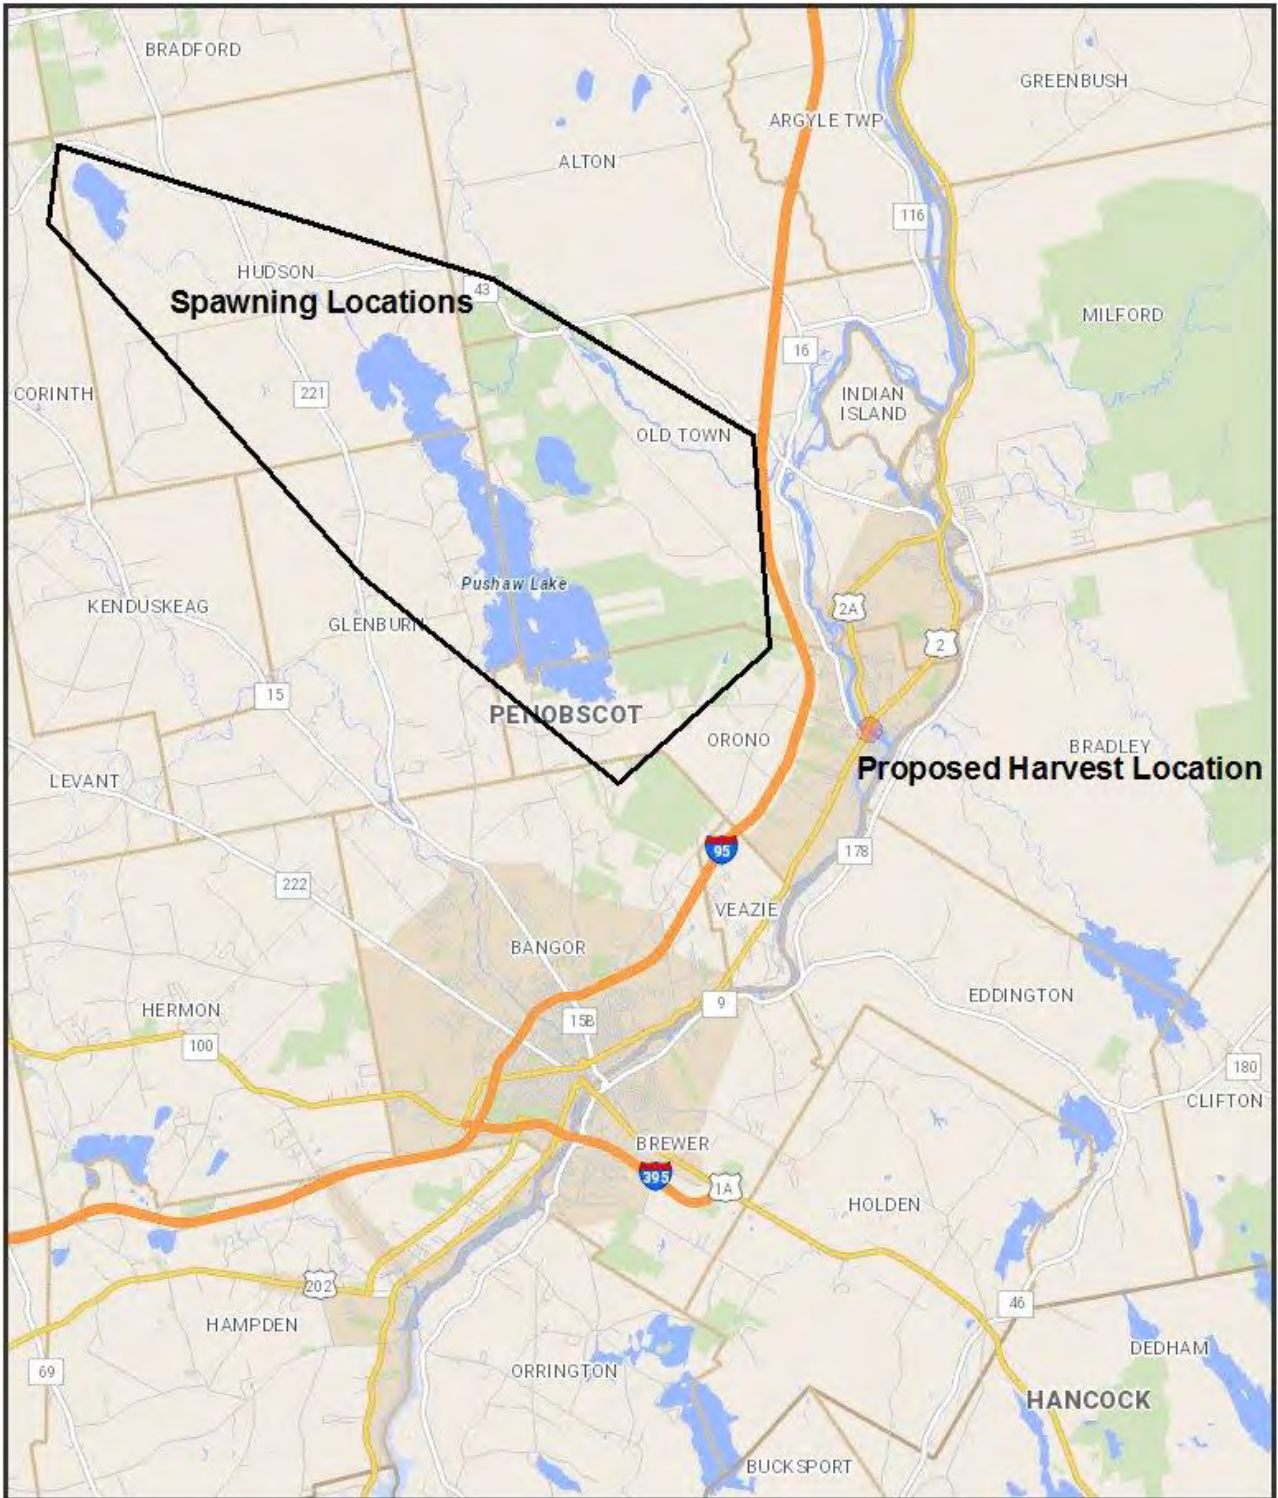 BRADFORD
GREENBUSH
ARGYLE TWP
ALTON
116
HUDSON
43
Spawning Locations
MILFORD
16
221
CORINTH
INDIAN
ISLAND
OLD TOWN
Pushaw Lake
KENDUSKEAG
2A
GLENBURN
2
15
PENOBSCOT
ORONO
BRADLEY
Proposed Harvest Location
LEVANT
95
178
222
VEAZIE
BANGOR
EDDINGTON
9
HERMON
15B
100
180
CLIFTON
BREWER
395
1A
HOLDEN
202
46
HAMPDEN
DEDHAM
69
ORRINGTON
HANCOCK
BUCKSPORT